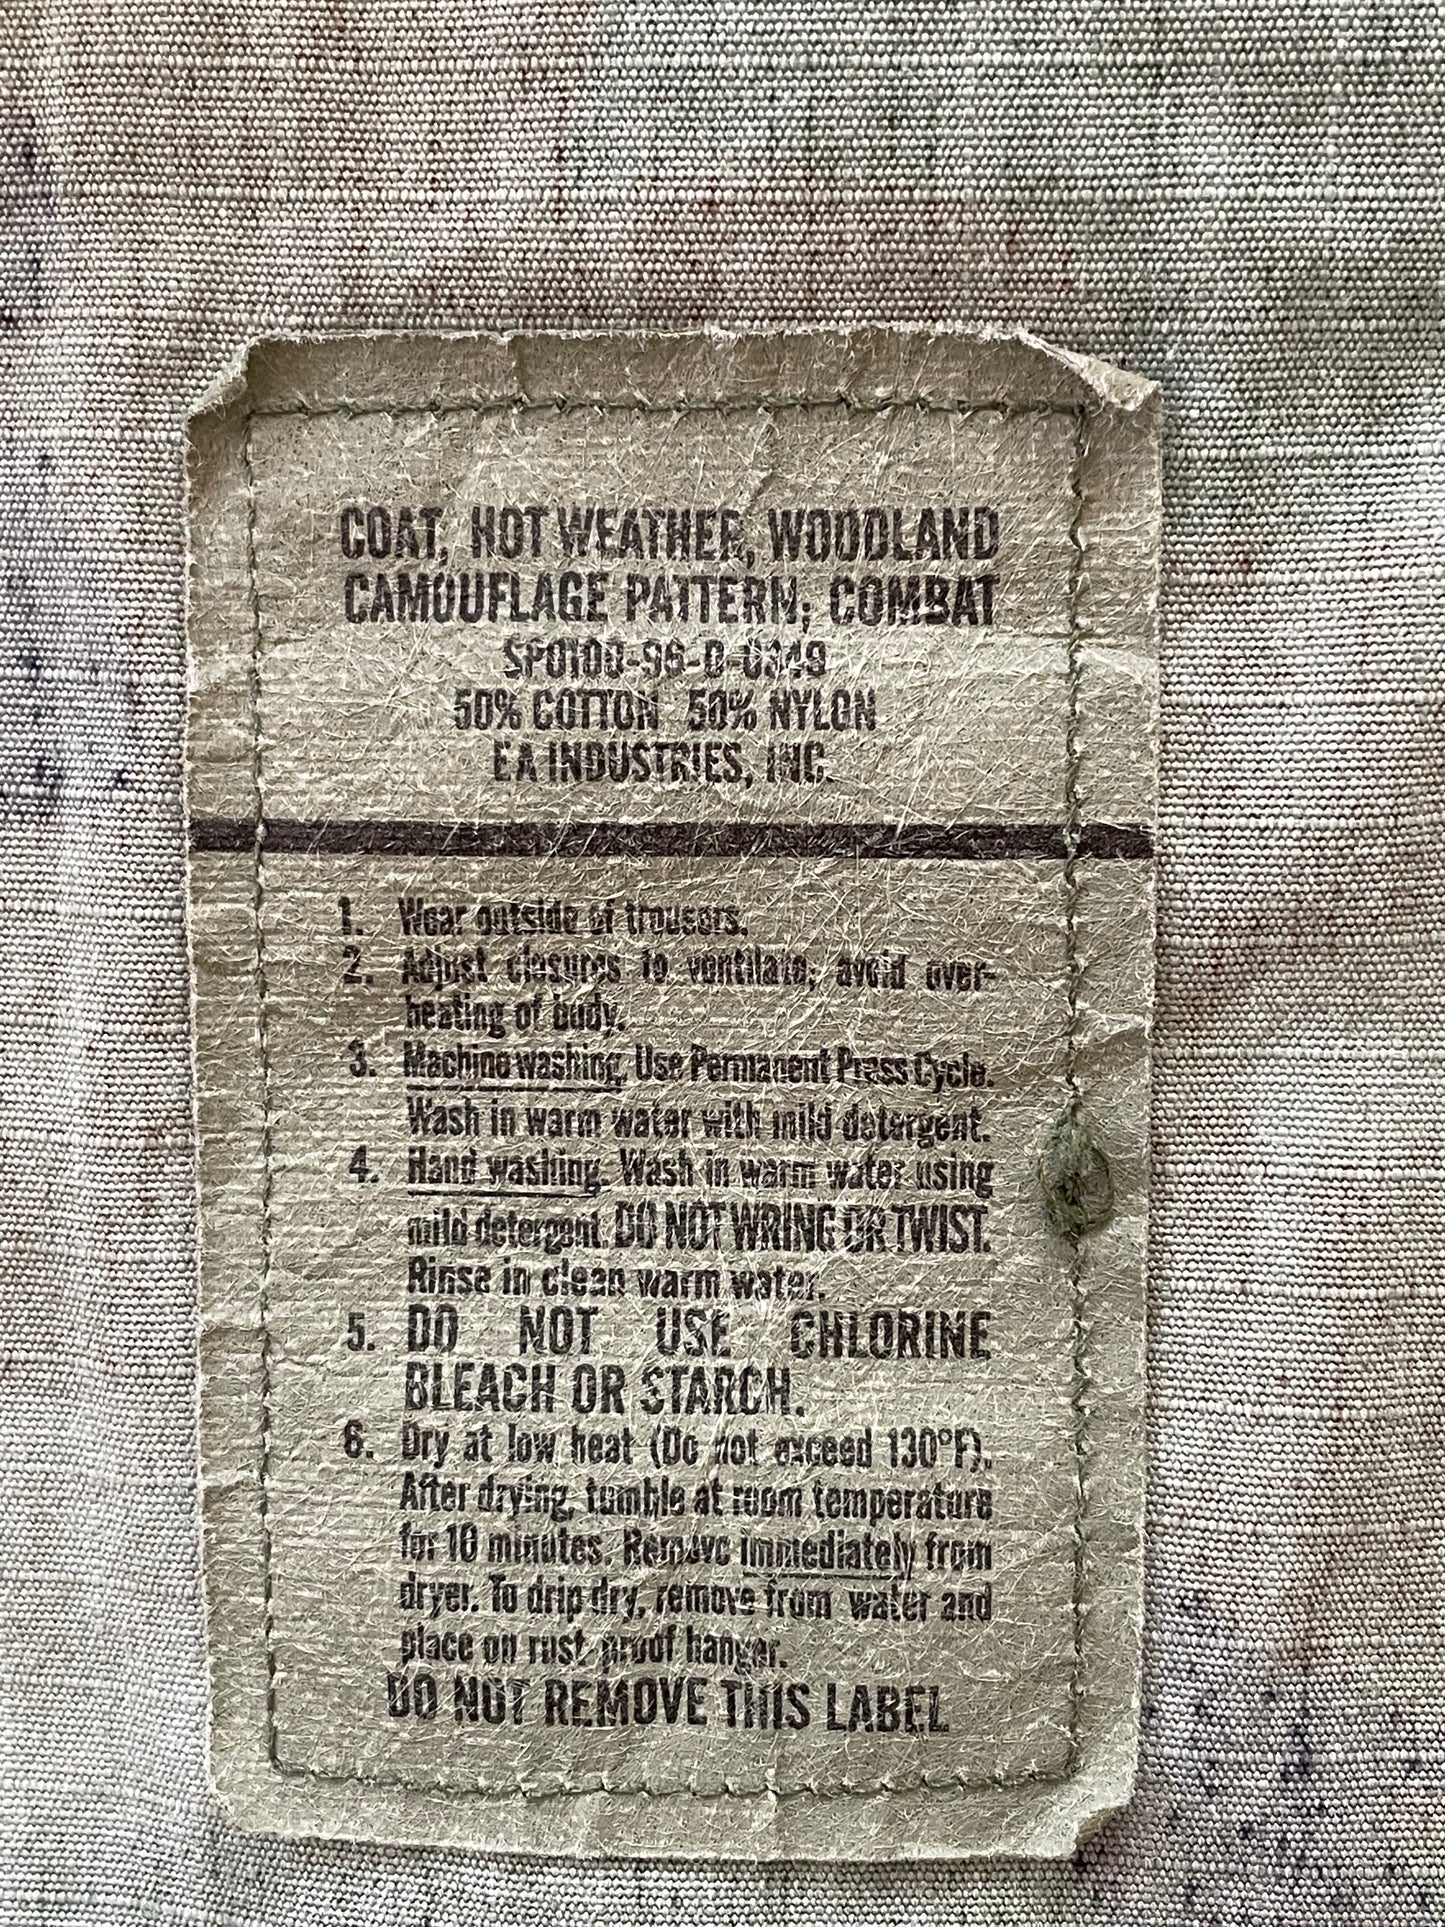 COAT, HOT WEATHER, WOODLAND
CAMOUFLAGE PATTERN; COMBAT
SPO100-96-D-0349
50% COTTON 50% NYLON
EA INDUSTRIES, INC.
1. Wear outside of trousers.
2. Adjust closures to ventilate; avoid over-
heating of body.
3. Machine washing. Use Permanent Press Cycle.
Wash in warm water with mild detergent.
4. Hand washing. Wash in warm water using
mild detergent. DO NOT WRING OR TWIST.
Rinse in clean warm water.
5. DO NOT USE CHLORINE
BLEACH OR STARCH.
6. Dry at low heat (Do not exceed 130°F).
After drying, tumble at room temperature
for 10 minutes. Remove immediately from
dryer. To drip dry, remove from water and
place on rust-proof hanger.
DO NOT REMOVE THIS LABEL